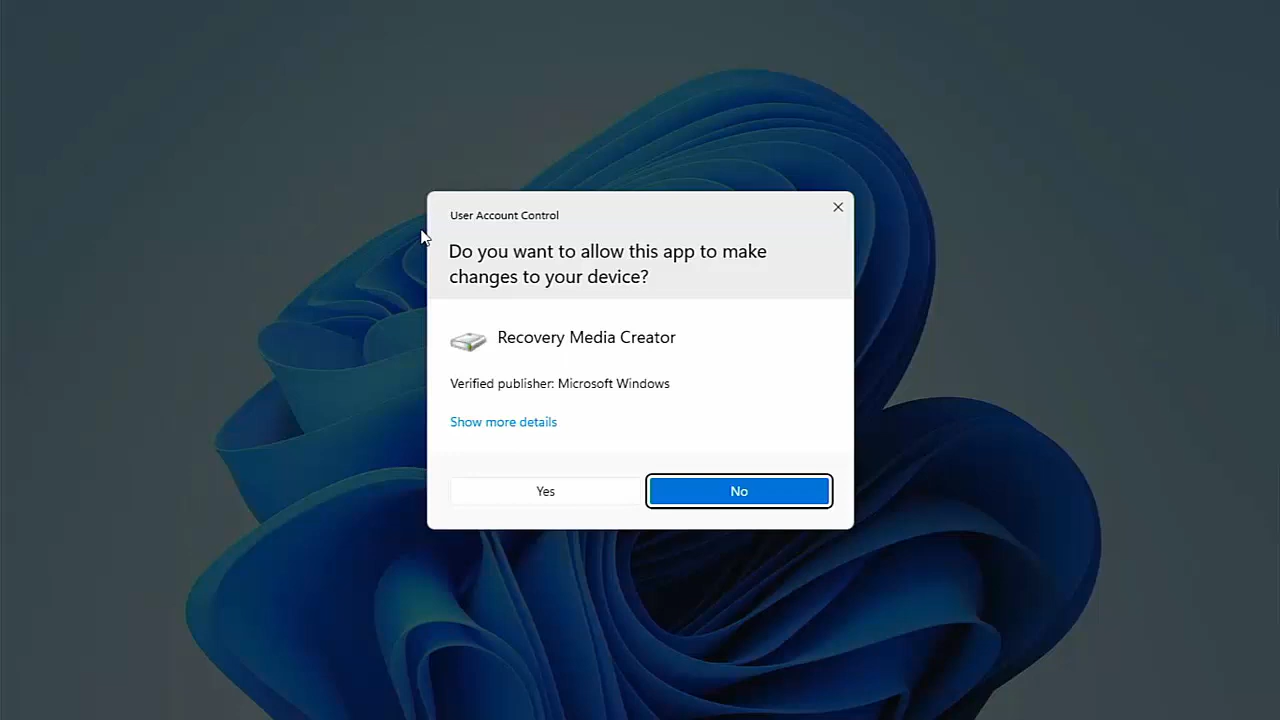 User Account Control
Do you want to allow this app to make
changes to your device?
Recovery Media Creator
Verified publisher: Microsoft Windows
Show more details
Yes
No